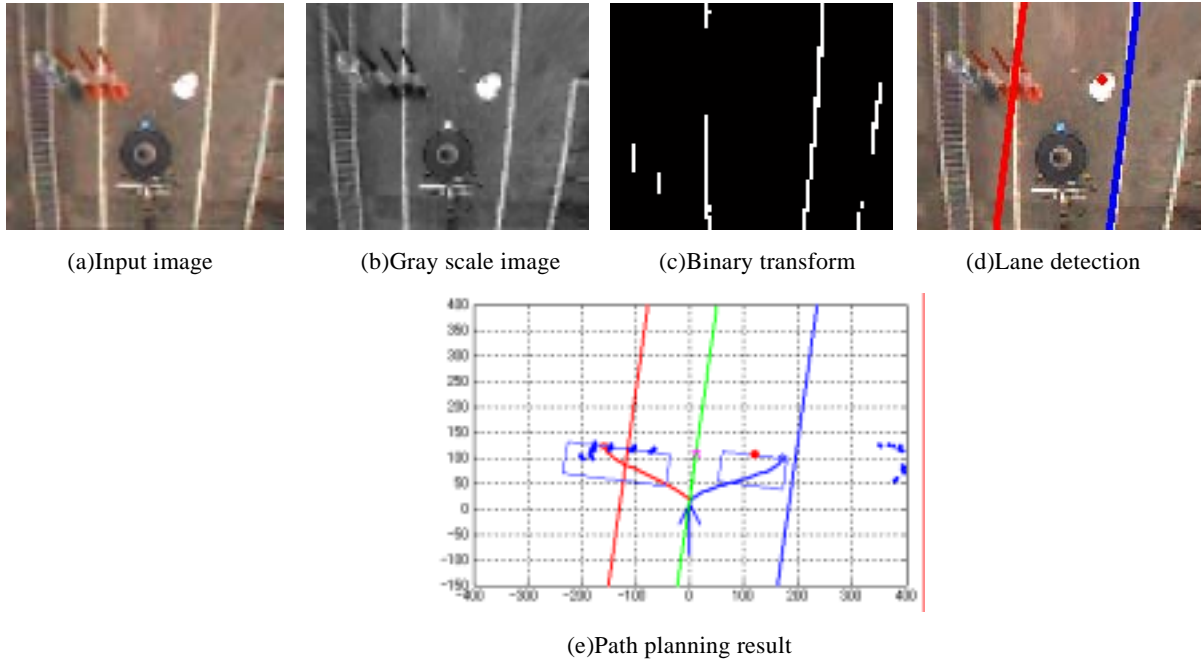 (a)Input image
(b)Gray scale image
(c)Binary transform
(d)Lane detection
400
350
300
250
200
150
100
50
0
-50
-100
-150
-400 -300 -200 -100 0 100 200 300 400
(e)Path planning result